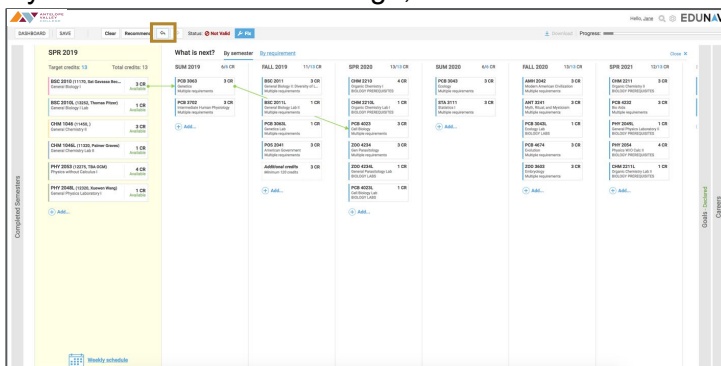 ANTELOPE VALLEY
COLLEGE
Hello, Jane
EDUNAV
DASHBOARD SAVE Clear Recommend Status: Not Valid Fix Download Progress:
Completed Semesters
SPR 2019
Target credits: 13 Total credits: 13
BSC 2010 3 CR
General Biology I Available
BSC 2010L 1 CR
General Biology I Lab Available
CHM 1046 3 CR
General Chemistry II Available
CHM 1046L 1 CR
General Chemistry Lab II Available
PHY 2053 4 CR
Physics without Calculus I Available
PHY 2048L 1 CR
General Physics Laboratory I Available
Add...
Weekly schedule
What is next? By semester By requirement Close
SUM 2019 6/6 CR
PCB 3063 3 CR
Genetics
Multiple requirements
PCB 3702 3 CR
Intermediate Human Physiology
Multiple requirements
Add...
FALL 2019 11/13 CR
BSC 2011 3 CR
General Biology II
Multiple requirements
BSC 2011L 1 CR
General Biology Lab II
Multiple requirements
PCB 3063L 1 CR
Genetics Lab
Multiple requirements
POS 2041 3 CR
American Government
Multiple requirements
Additional credits 3 CR
Minimum 120 credits
Add...
SPR 2020 13/13 CR
CHM 2210 4 CR
Organic Chemistry I
BIOLOGY PREREQUISITES
CHM 2210L 1 CR
Organic Chemistry Lab I
BIOLOGY PREREQUISITES
PCB 4023 3 CR
Cell Biology
Multiple requirements
ZOO 4234 3 CR
Gen Parasitology
Multiple requirements
ZOO 4234L 1 CR
General Parasitology Lab
BIOLOGY LABS
PCB 4023L 1 CR
Cell Biology Lab
BIOLOGY LABS
Add...
SUM 2020 6/6 CR
PCB 3043 3 CR
Ecology
Multiple requirements
STA 3111 3 CR
Statistics I
Multiple requirements
Add...
FALL 2020 13/13 CR
AMH 2042 3 CR
Modern American Civilization
Multiple requirements
ANT 3241 3 CR
Myth, Ritual, and Mysticism
Multiple requirements
PCB 3043L 1 CR
Ecology Lab
BIOLOGY LABS
PCB 4674 3 CR
Evolution
Multiple requirements
ZOO 3603 3 CR
Embryology
Multiple requirements
Add...
SPR 2021 12/13 CR
CHM 2211 3 CR
Organic Chemistry II
BIOLOGY PREREQUISITES
PCB 4232 3 CR
Multiple requirements
PHY 2049L 1 CR
General Physics Laboratory II
BIOLOGY PREREQUISITES
PHY 2054 4 CR
Physics W/O Calc II
BIOLOGY PREREQUISITES
CHM 2211L 1 CR
Organic Chemistry Lab II
BIOLOGY PREREQUISITES
Add...
Goals - Declared
Careers